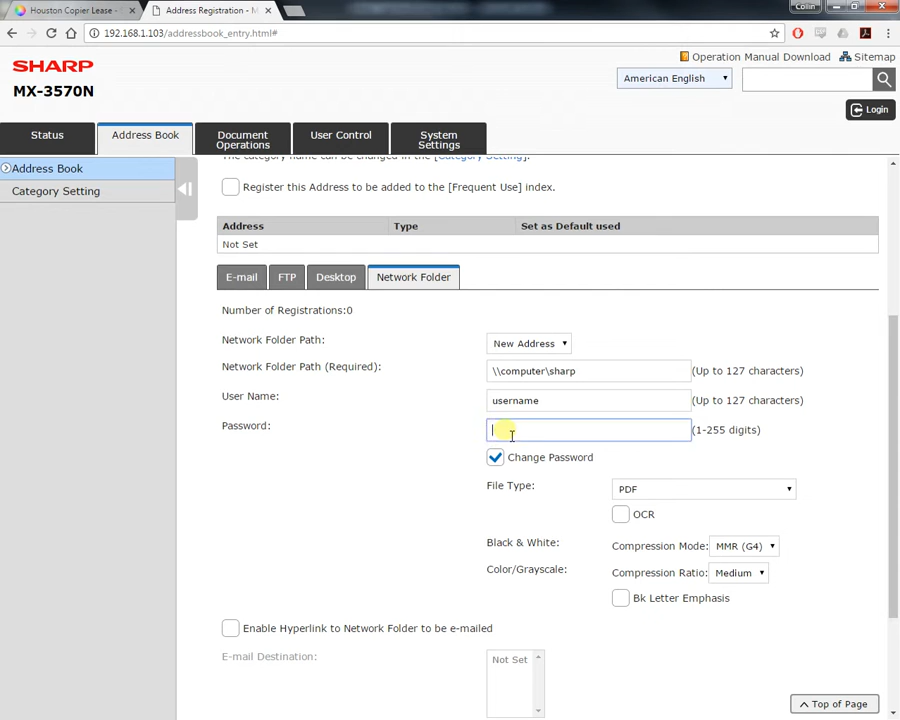 Houston Copier Lease -
Address Registration - M
Collin
192.168.1.103/addressbook_entry.html#
SHARP
MX-3570N
Operation Manual Download
Sitemap
American English
Login
Status
Address Book
Document Operations
User Control
System Settings
Address Book
Category Setting
The category name can be changed in the [Category Setting].
Register this Address to be added to the [Frequent Use] index.
Address Type Set as Default used
Not Set
E-mail FTP Desktop Network Folder
Number of Registrations:0
Network Folder Path: New Address
Network Folder Path (Required): \\computer\sharp (Up to 127 characters)
User Name: username (Up to 127 characters)
Password: (1-255 digits)
Change Password
File Type: PDF
OCR
Black & White: Compression Mode: MMR (G4)
Color/Grayscale: Compression Ratio: Medium
Bk Letter Emphasis
Enable Hyperlink to Network Folder to be e-mailed
E-mail Destination: Not Set
Top of Page